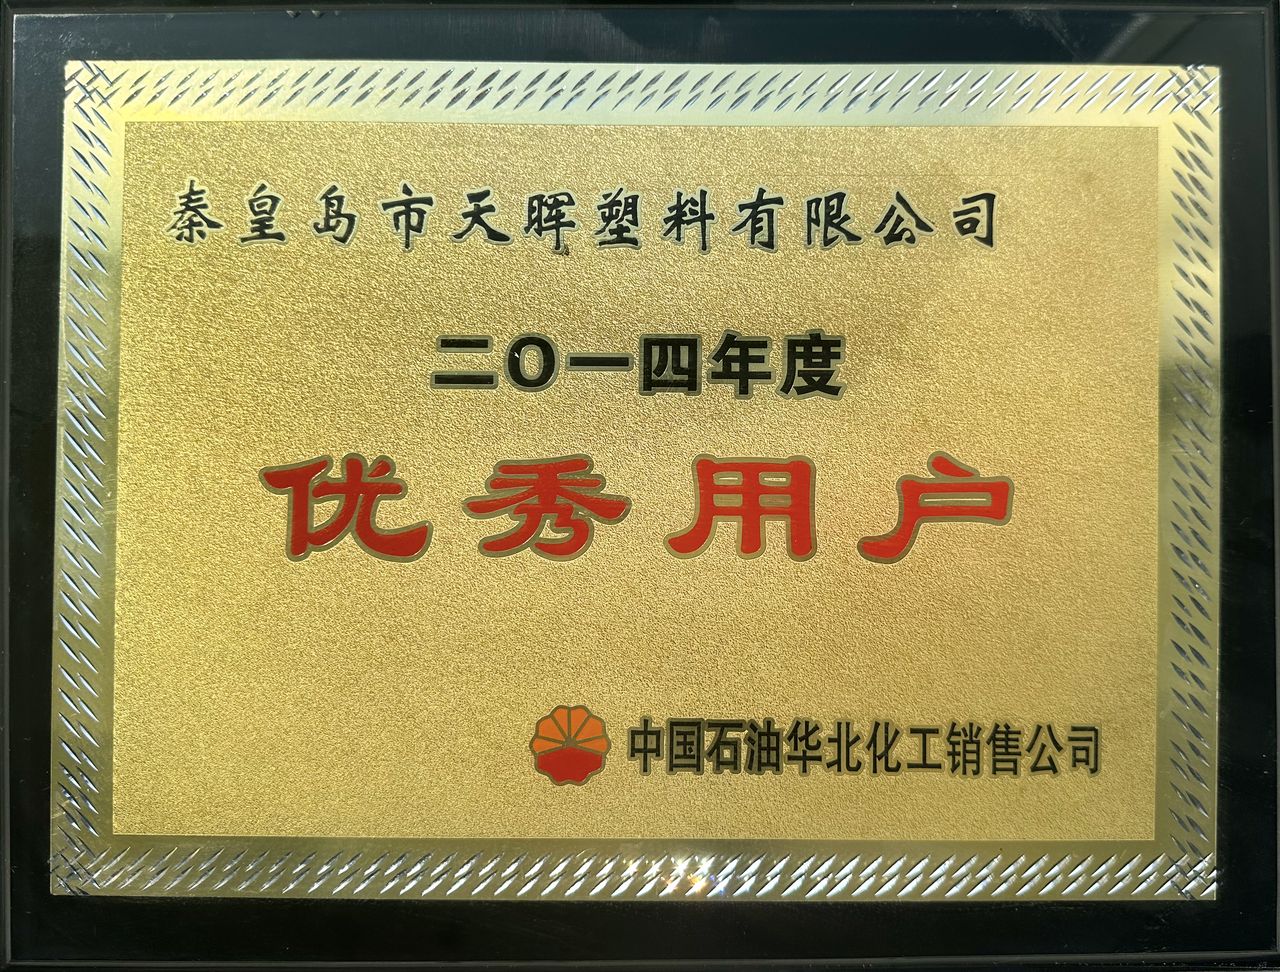 秦皇岛市天晖塑料有限公司
二〇一四年度
优秀用户
中国石油华北化工销售公司